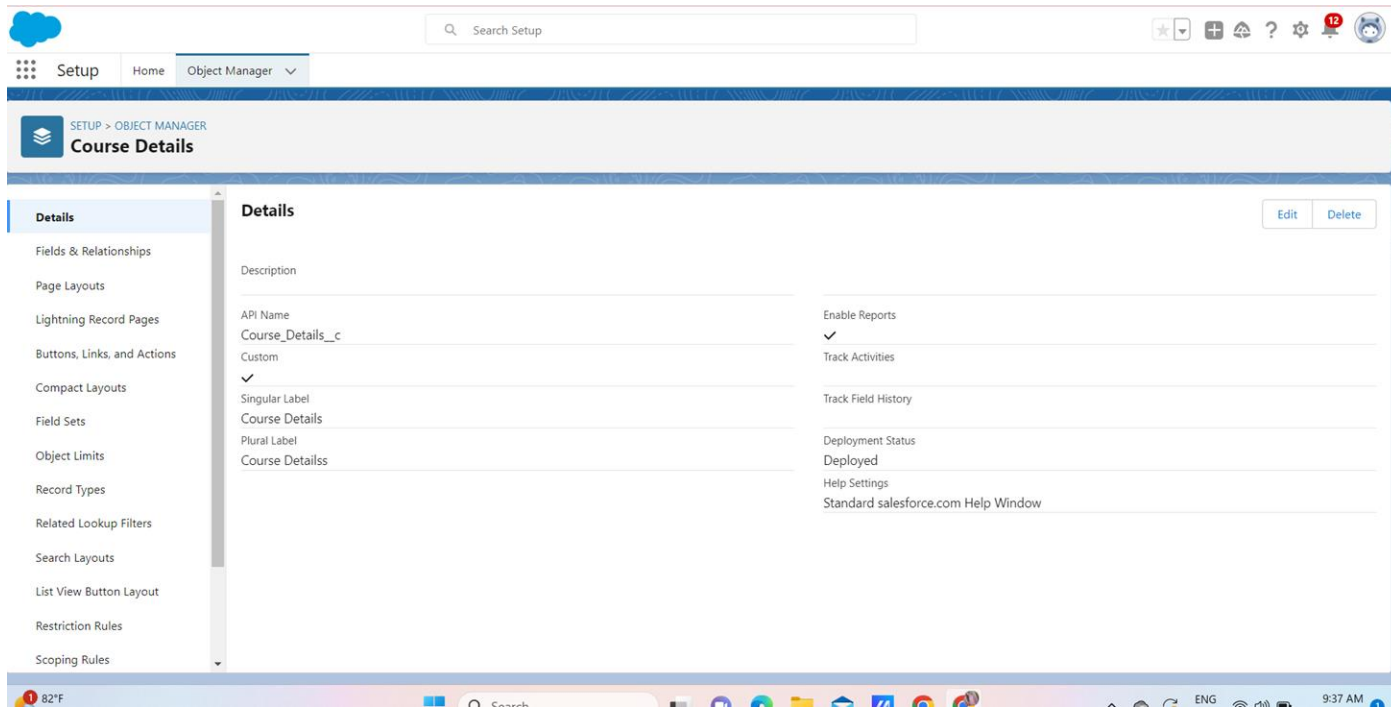 Search Setup
12
Setup
Home
Object Manager
SETUP > OBJECT MANAGER
Course Details
Details
Fields & Relationships
Page Layouts
Lightning Record Pages
Buttons, Links, and Actions
Compact Layouts
Field Sets
Object Limits
Record Types
Related Lookup Filters
Search Layouts
List View Button Layout
Restriction Rules
Scoping Rules
Details
Edit
Delete
Description
API Name
Course_Details__c
Custom
Singular Label
Course Details
Plural Label
Course Detailss
Enable Reports
Track Activities
Track Field History
Deployment Status
Deployed
Help Settings
Standard salesforce.com Help Window
1
82°F
Search
ENG
9:37 AM